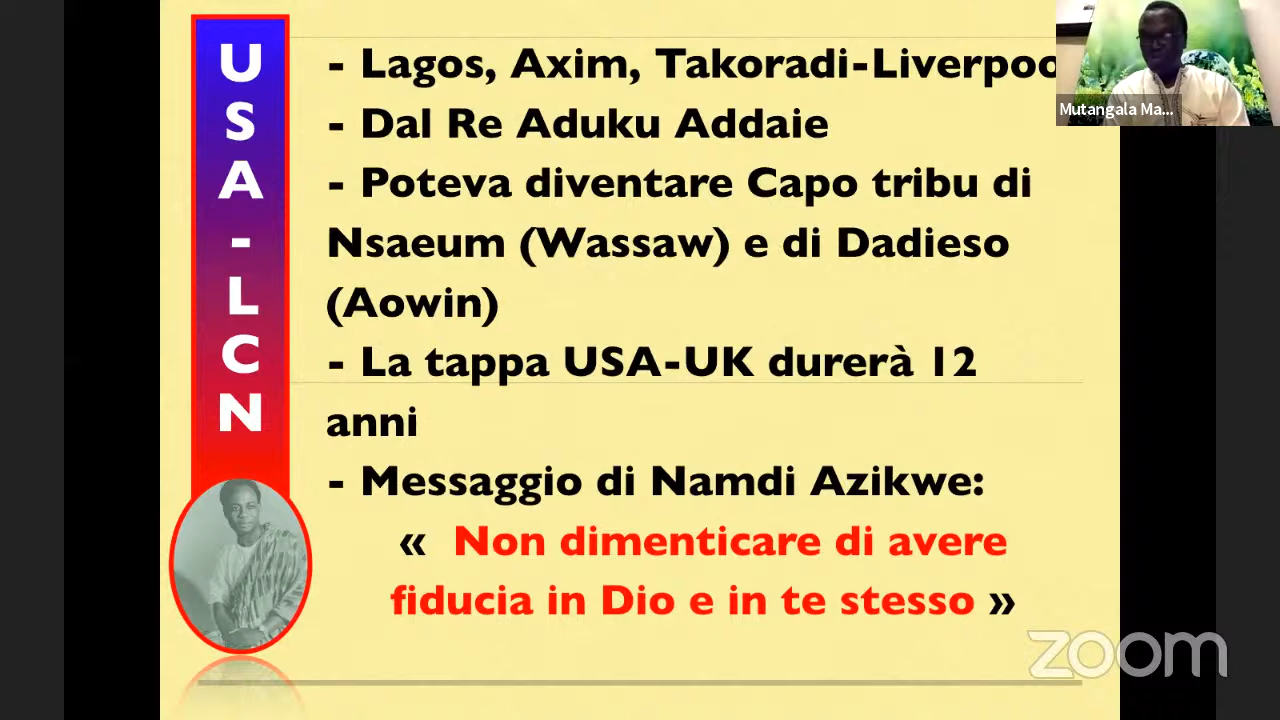 USA-LCN
- Lagos, Axim, Takoradi-Liverpoo
- Dal Re Aduku Addaie
- Poteva diventare Capo tribu di
Nsaeum (Wassaw) e di Dadieso
(Aowin)
- La tappa USA-UK durerà 12
anni
- Messaggio di Namdi Azikwe:
« Non dimenticare di avere
fiducia in Dio e in te stesso »
Mutangala Ma...
zoom